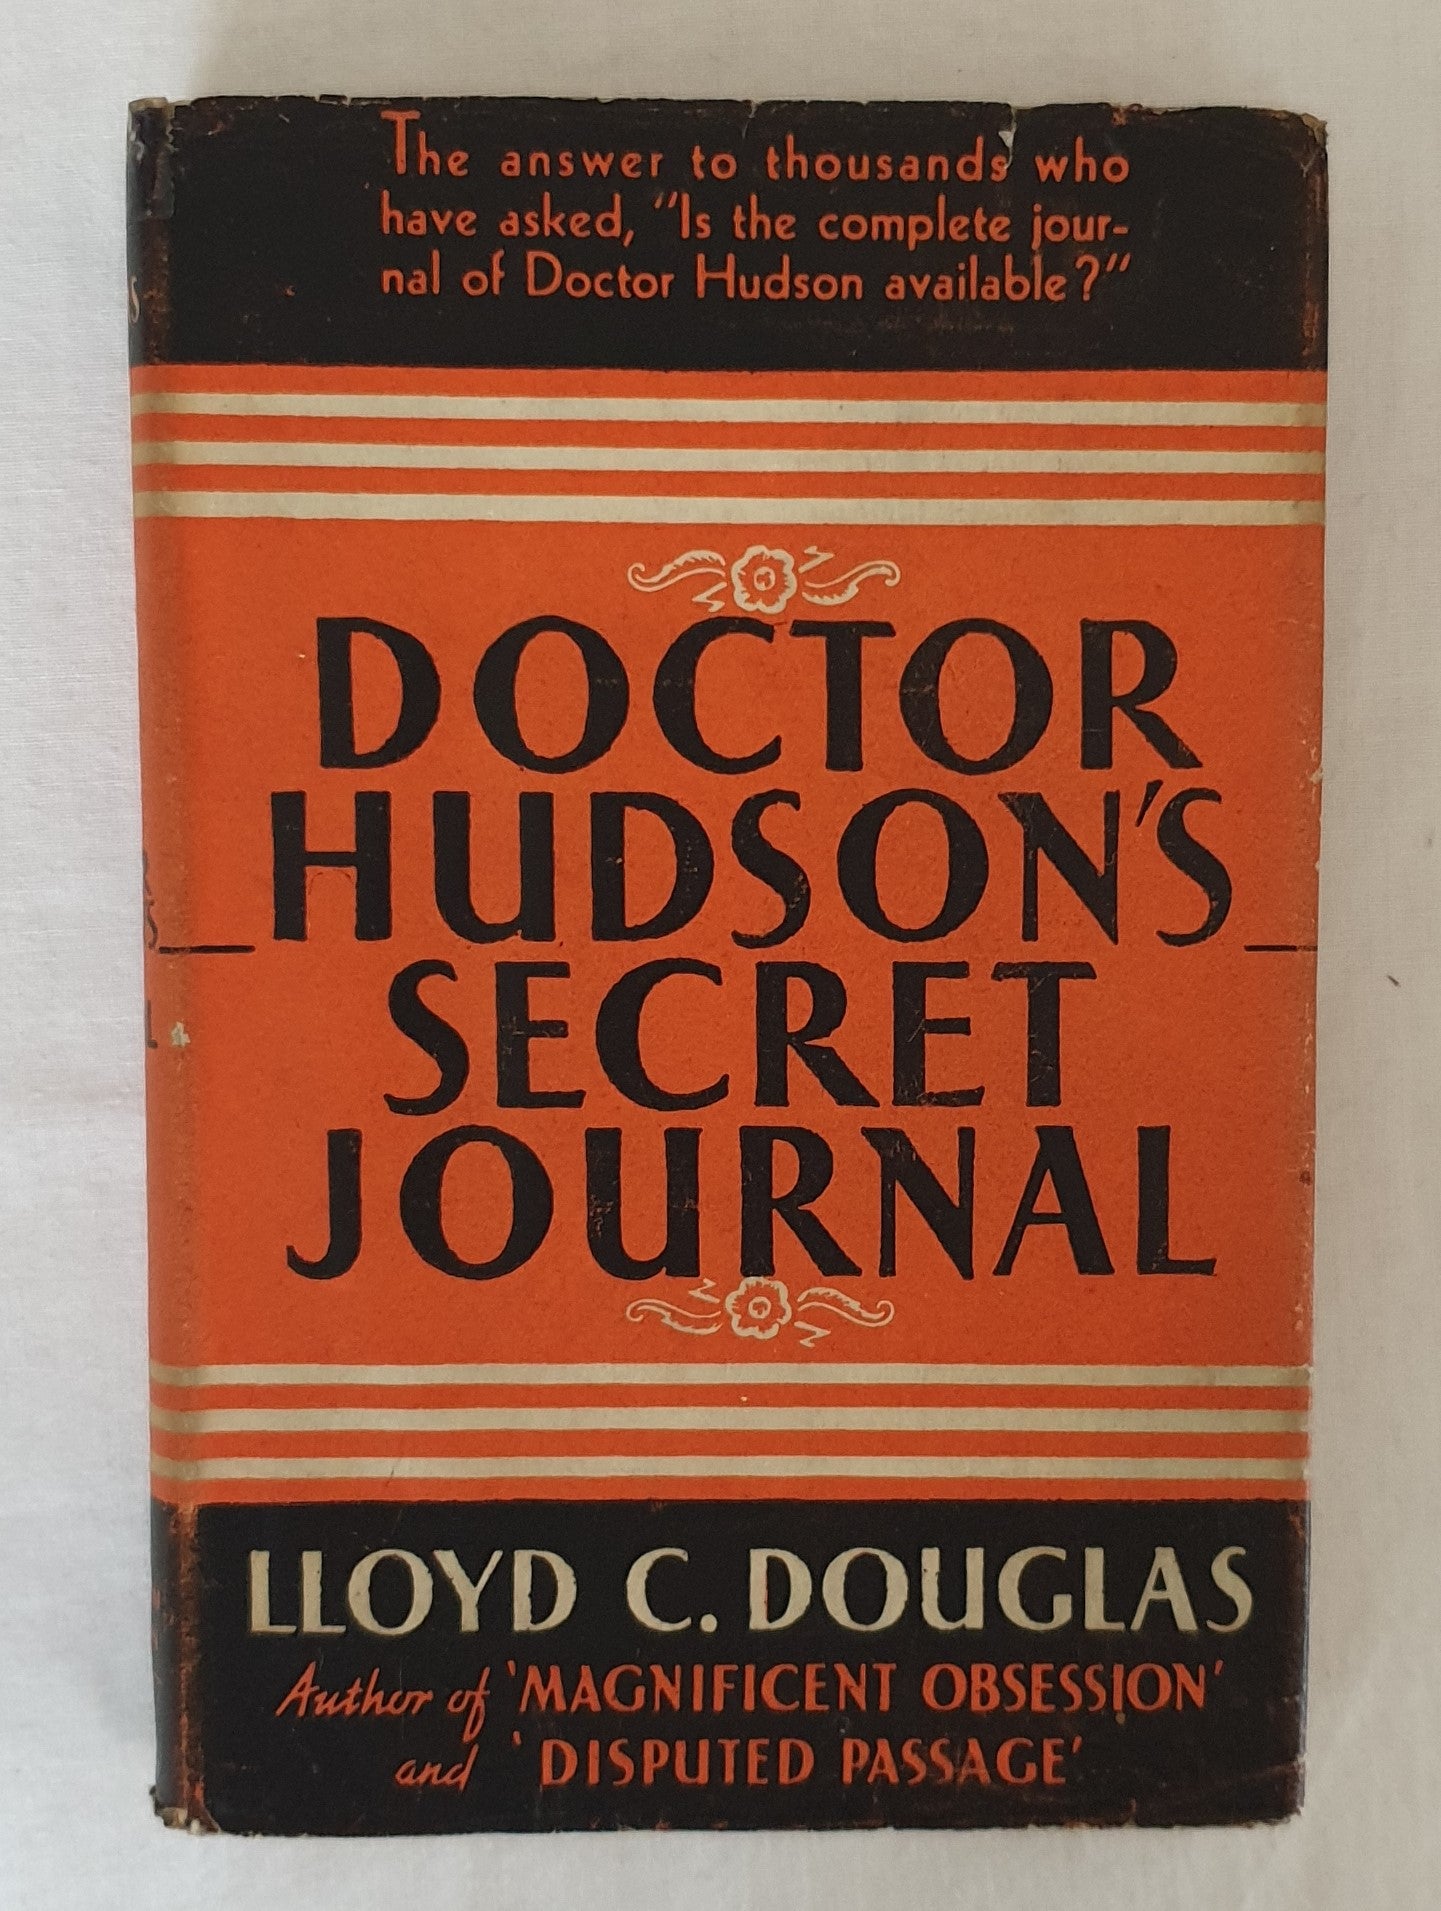 The answer to thousands who
have asked, "Is the complete jour-
nal of Doctor Hudson available?"
DOCTOR
HUDSON'S
SECRET
JOURNAL
LLOYD C. DOUGLAS
Author of 'MAGNIFICENT OBSESSION'
and 'DISPUTED PASSAGE'